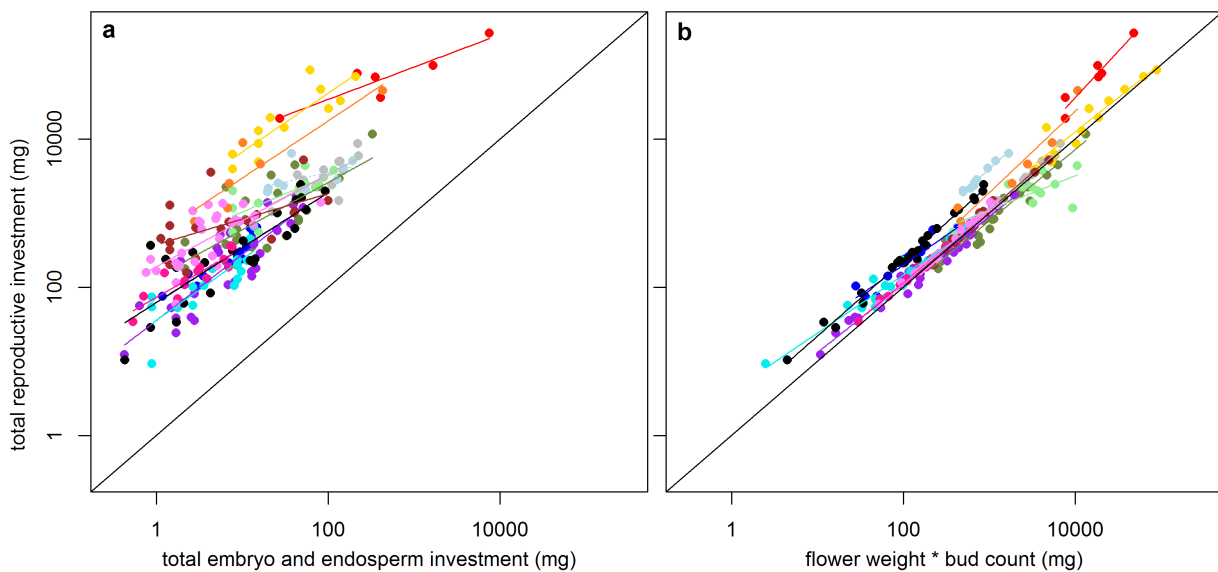 a
b
total reproductive investment (mg)
10000
100
1
1
100
10000
1
100
10000
total embryo and endosperm investment (mg)
flower weight * bud count (mg)